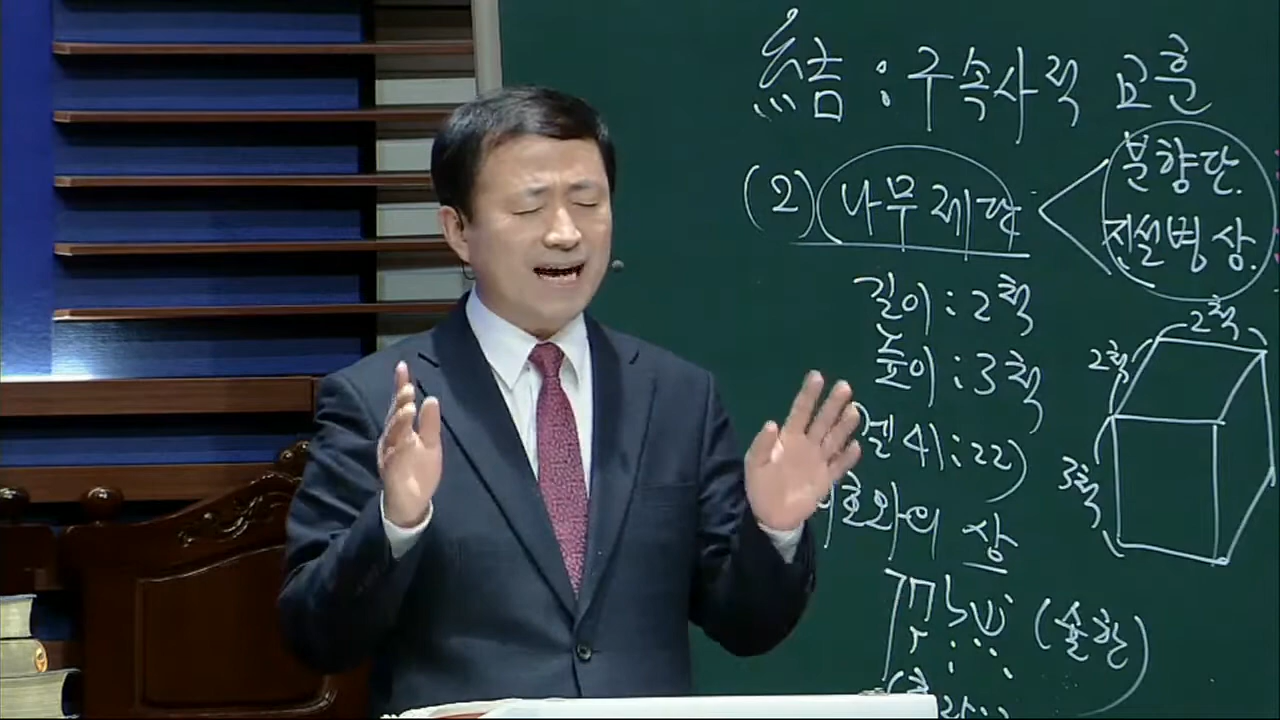 結 : 구속사적 교훈
(2) 나무제단 < 분향단.
진설병 상.
길이 : 2척
높이 : 3척
겔 41:22)
호와의 상
(술한)
2척
2척
3척